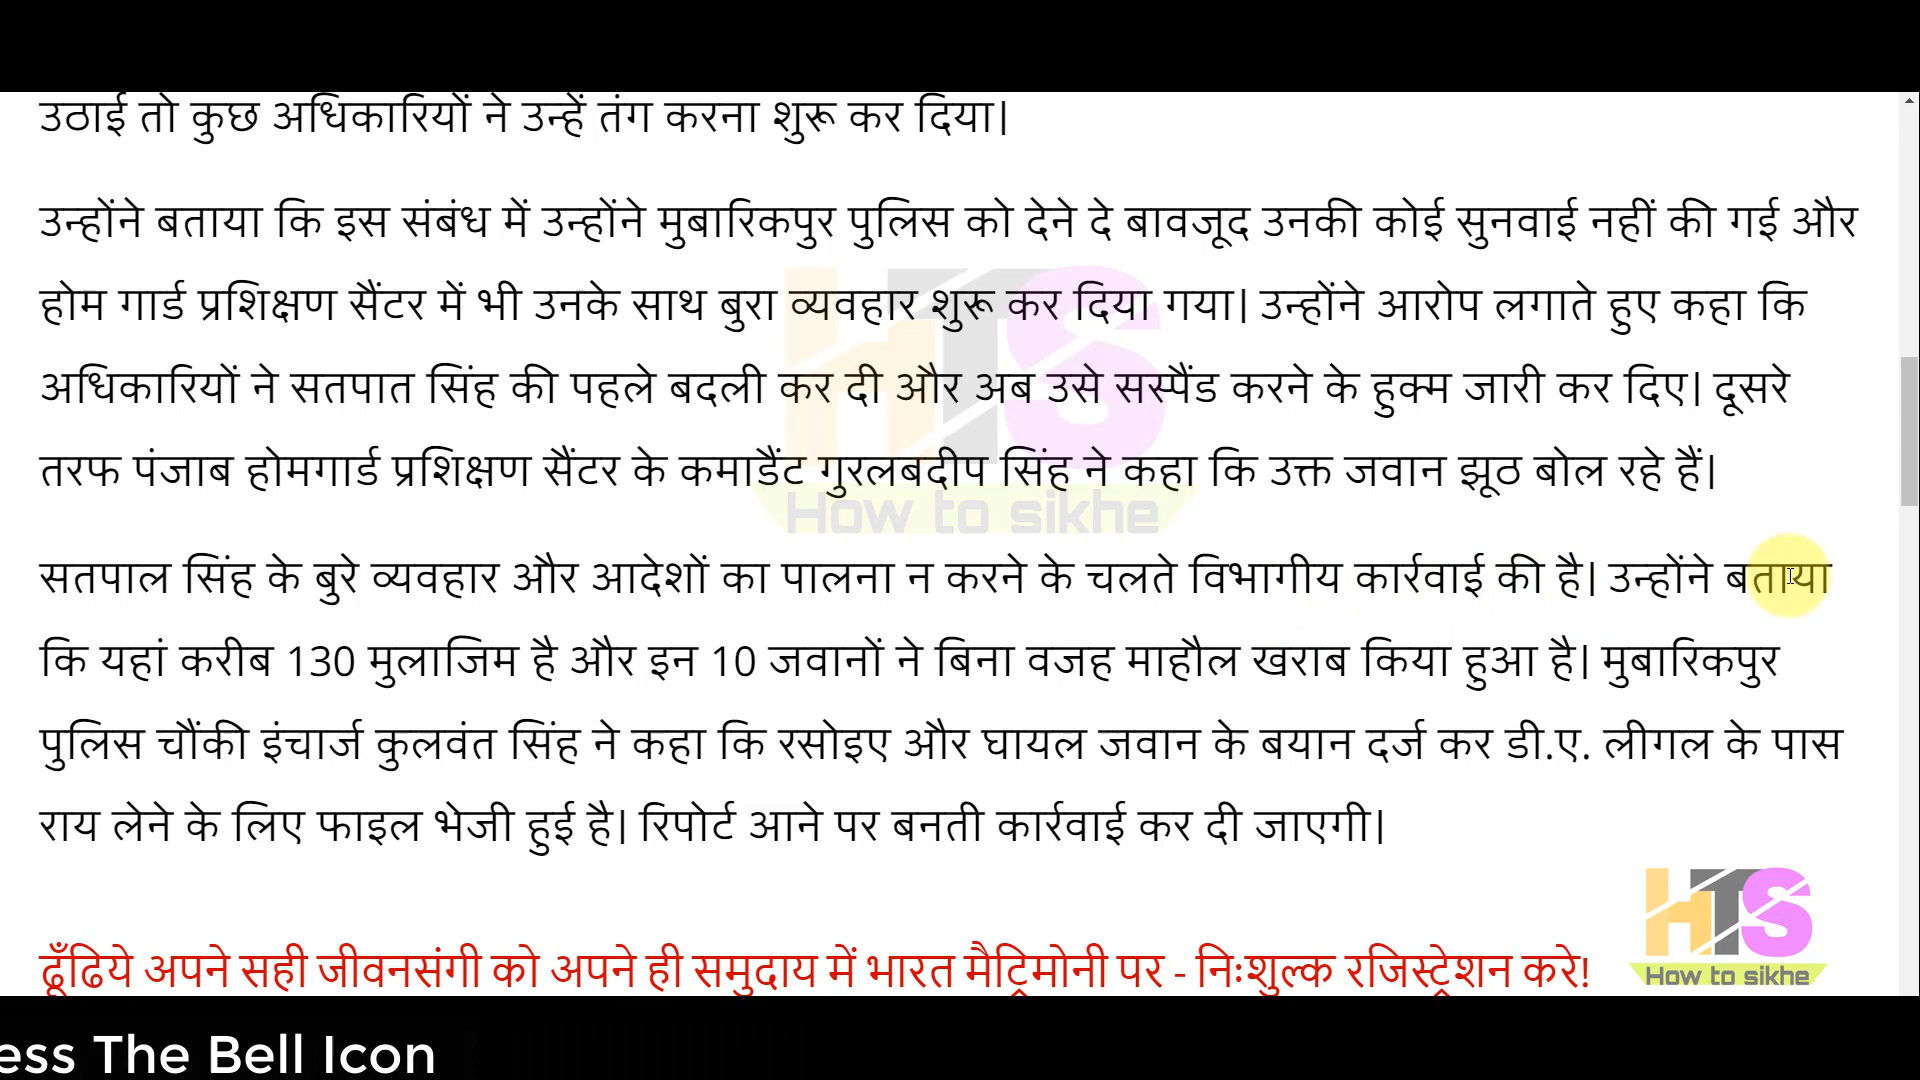 उठाई तो कुछ अधिकारियों ने उन्हें तंग करना शुरू कर दिया।
उन्होंने बताया कि इस संबंध में उन्होंने मुबारिकपुर पुलिस को देने दे बावजूद उनकी कोई सुनवाई नहीं की गई और
होम गार्ड प्रशिक्षण सैंटर में भी उनके साथ बुरा व्यवहार शुरू कर दिया गया। उन्होंने आरोप लगाते हुए कहा कि
अधिकारियों ने सतपात सिंह की पहले बदली कर दी और अब उसे सस्पैंड करने के हुक्म जारी कर दिए। दूसरे
तरफ पंजाब होमगार्ड प्रशिक्षण सैंटर के कमाडैंट गुरलबदीप सिंह ने कहा कि उक्त जवान झूठ बोल रहे हैं।
HTS
How to sikhe
सतपाल सिंह के बुरे व्यवहार और आदेशों का पालना न करने के चलते विभागीय कार्रवाई की है। उन्होंने बताया
कि यहां करीब 130 मुलाजिम है और इन 10 जवानों ने बिना वजह माहौल खराब किया हुआ है। मुबारिकपुर
पुलिस चौंकी इंचार्ज कुलवंत सिंह ने कहा कि रसोइए और घायल जवान के बयान दर्ज कर डी.ए. लीगल के पास
राय लेने के लिए फाइल भेजी हुई है। रिपोर्ट आने पर बनती कार्रवाई कर दी जाएगी।
ढूँढिये अपने सही जीवनसंगी को अपने ही समुदाय में भारत मैट्रिमोनी पर - निःशुल्क रजिस्ट्रेशन करे!
HTS
How to sikhe
ess The Bell Icon